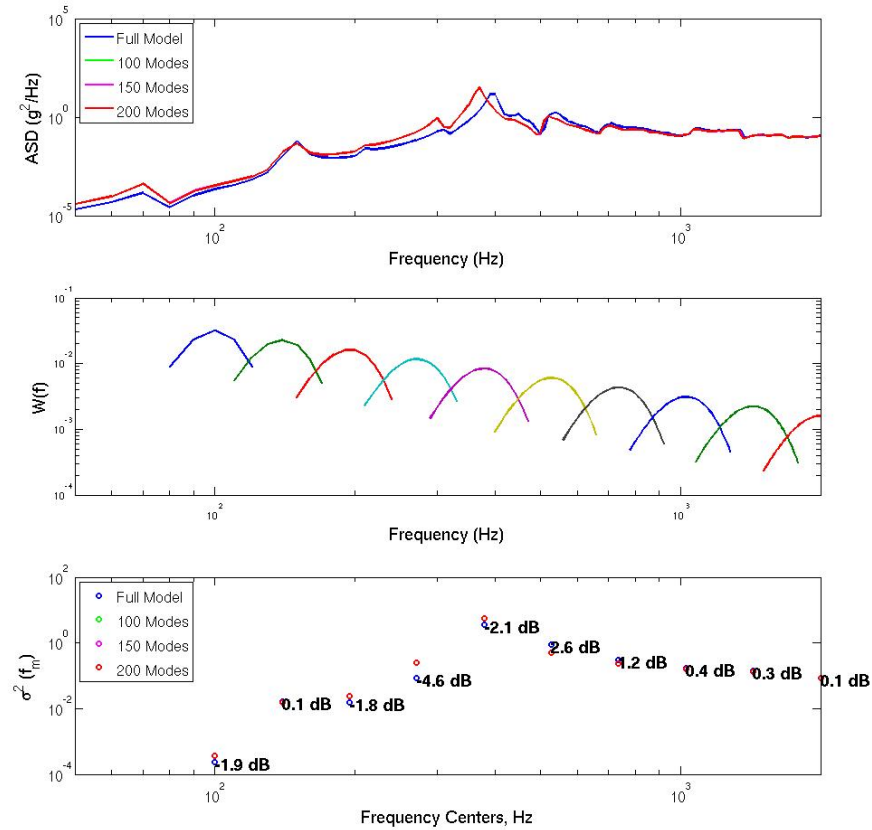 10^5
10^0
10^-5
ASD (g^2/Hz)
Full Model
100 Modes
150 Modes
200 Modes
10^2
10^3
Frequency (Hz)
10^-1
10^-2
10^-3
10^-4
W(f)
10^2
10^3
Frequency (Hz)
10^2
10^0
10^-2
10^-4
σ^2 (f_m)
Full Model
100 Modes
150 Modes
200 Modes
-1.9 dB
0.1 dB
-1.8 dB
-4.6 dB
-2.1 dB
2.6 dB
1.2 dB
0.4 dB
0.3 dB
0.1 dB
10^2
10^3
Frequency Centers, Hz